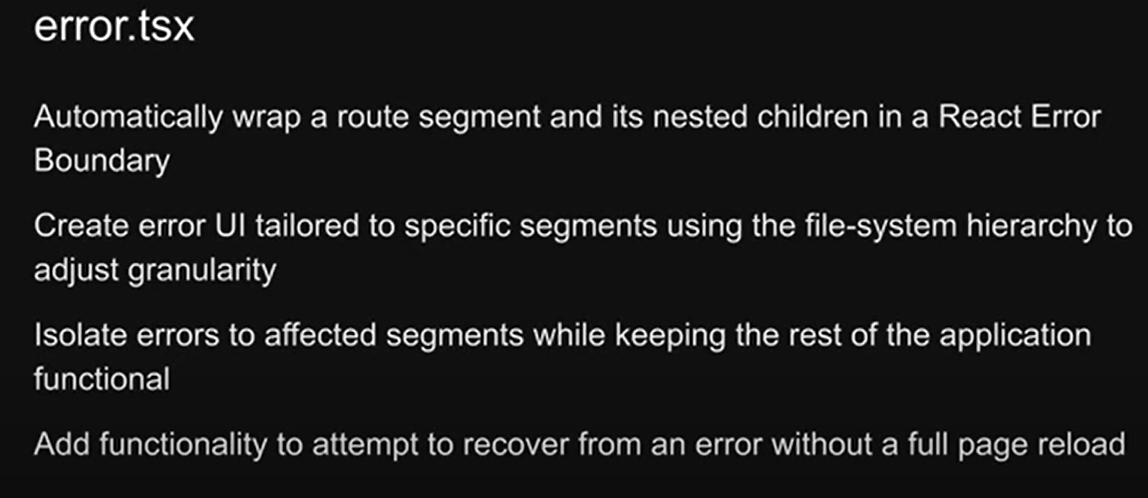 error.tsx
Automatically wrap a route segment and its nested children in a React Error
Boundary
Create error UI tailored to specific segments using the file-system hierarchy to
adjust granularity
Isolate errors to affected segments while keeping the rest of the application
functional
Add functionality to attempt to recover from an error without a full page reload